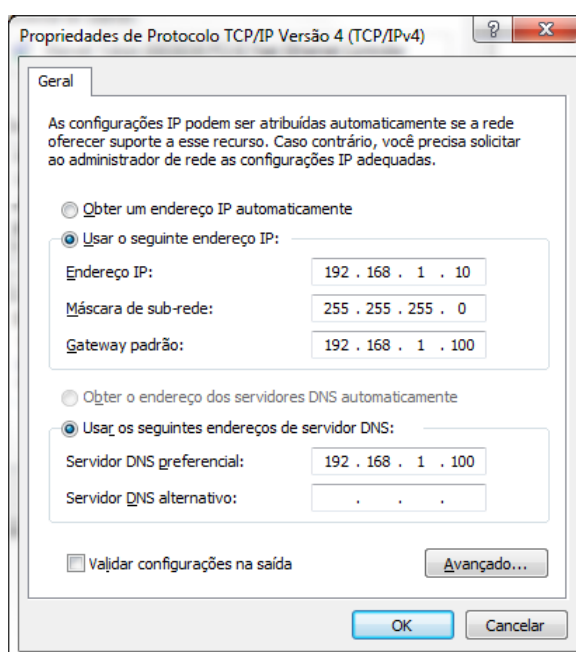 Propriedades de Protocolo TCP/IP Versão 4 (TCP/IPv4)
Geral
As configurações IP podem ser atribuídas automaticamente se a rede
oferecer suporte a esse recurso. Caso contrário, você precisa solicitar
ao administrador de rede as configurações IP adequadas.
Obter um endereço IP automaticamente
Usar o seguinte endereço IP:
Endereço IP: 192 . 168 . 1 . 10
Máscara de sub-rede: 255 . 255 . 255 . 0
Gateway padrão: 192 . 168 . 1 . 100
Obter o endereço dos servidores DNS automaticamente
Usar os seguintes endereços de servidor DNS:
Servidor DNS preferencial: 192 . 168 . 1 . 100
Servidor DNS alternativo: . . .
Validar configurações na saída
Avançado...
OK Cancelar